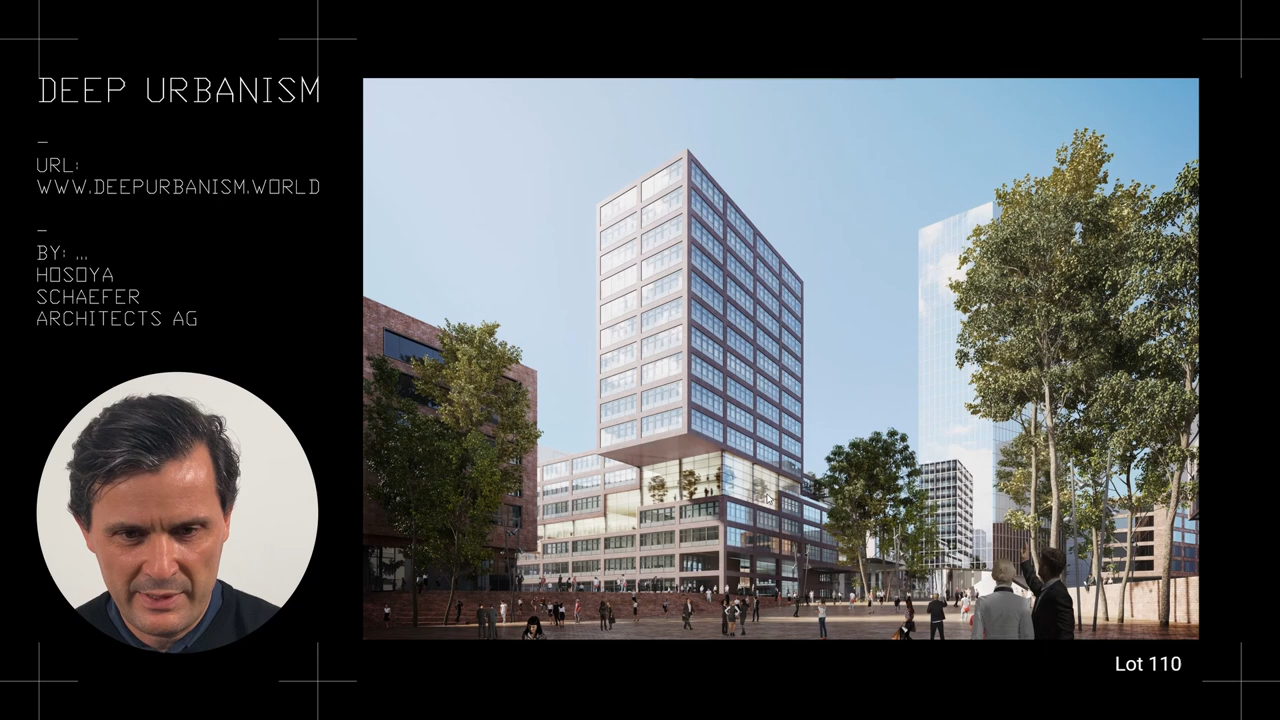 DEEP URBANISM
–
URL:
WWW.DEEPURBANISM.WORLD
–
BY: ...
HOSOYA
SCHAEFER
ARCHITECTS AG
Lot 110